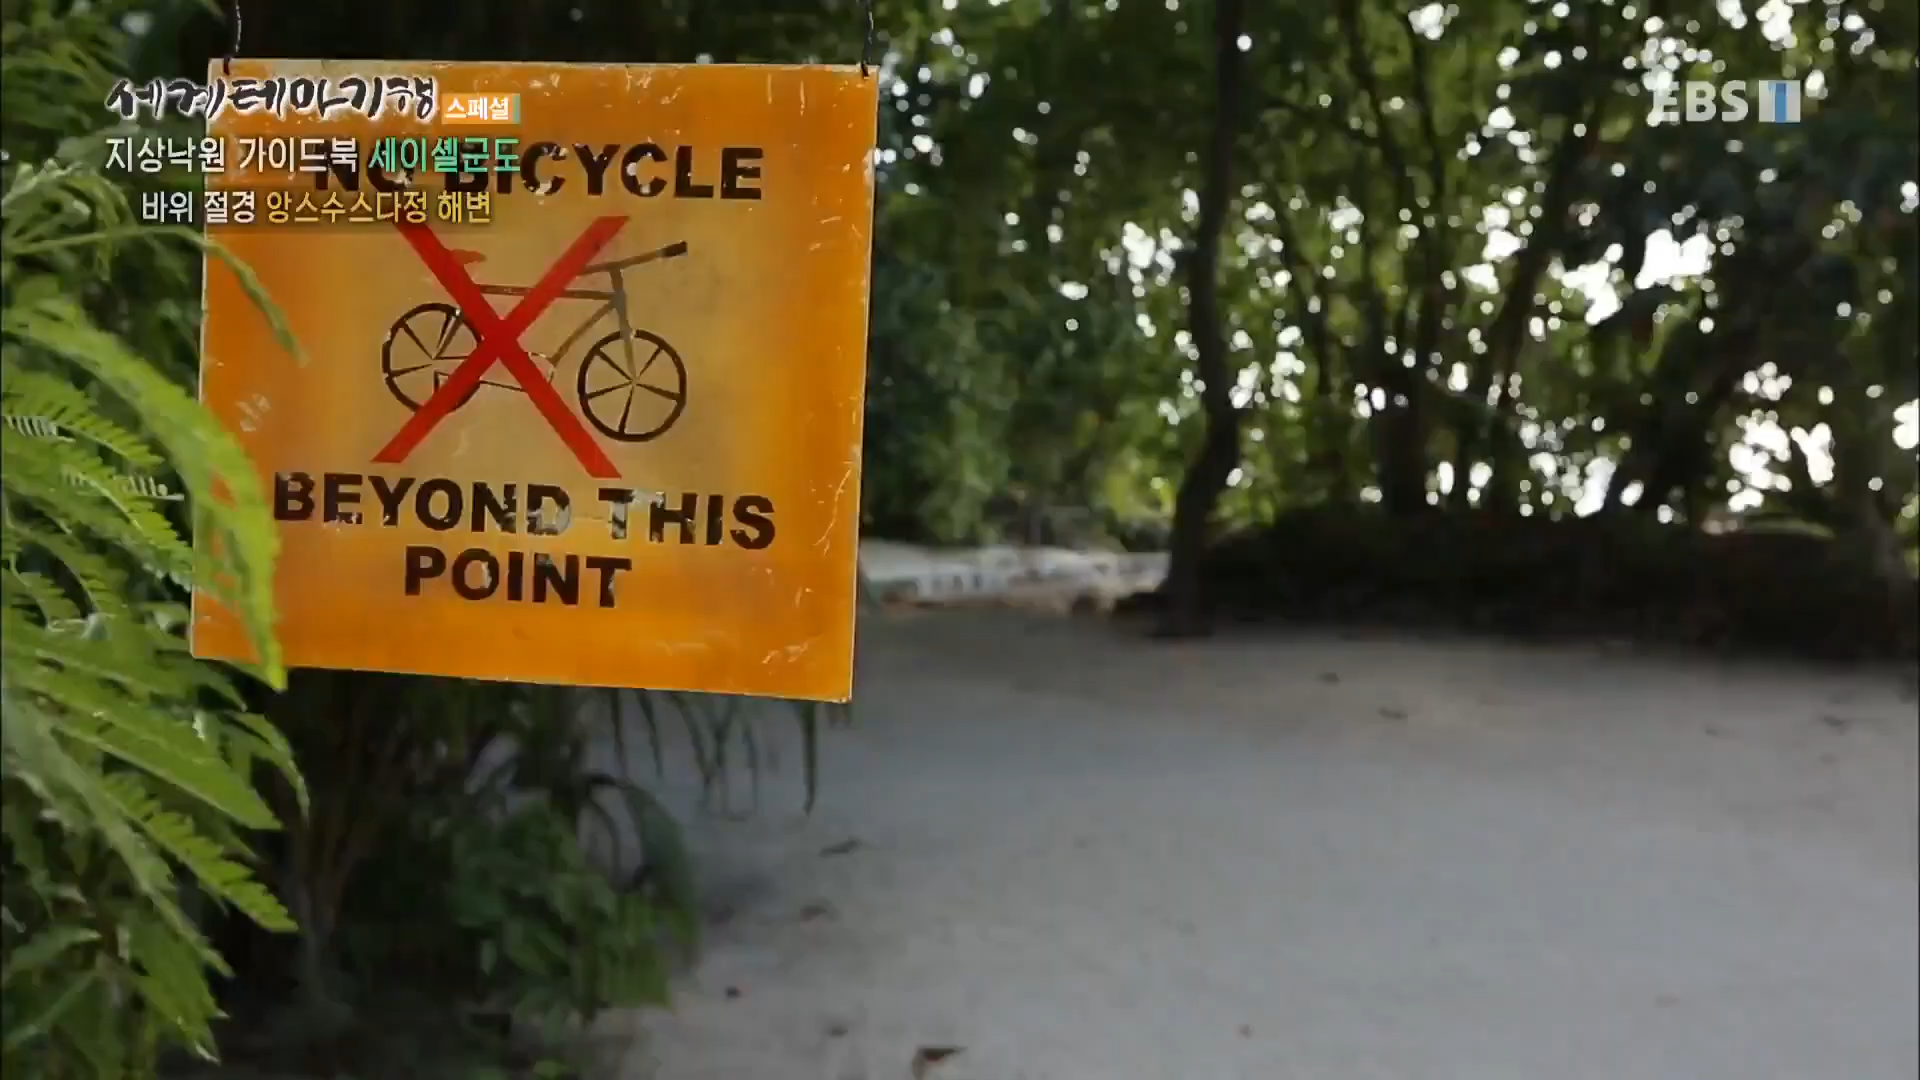 세계테마기행 스페셜
EBS 1
지상낙원 가이드북 세이셸군도
바위 절경 앙스수스다정 해변
NO BICYCLE
BEYOND THIS
POINT